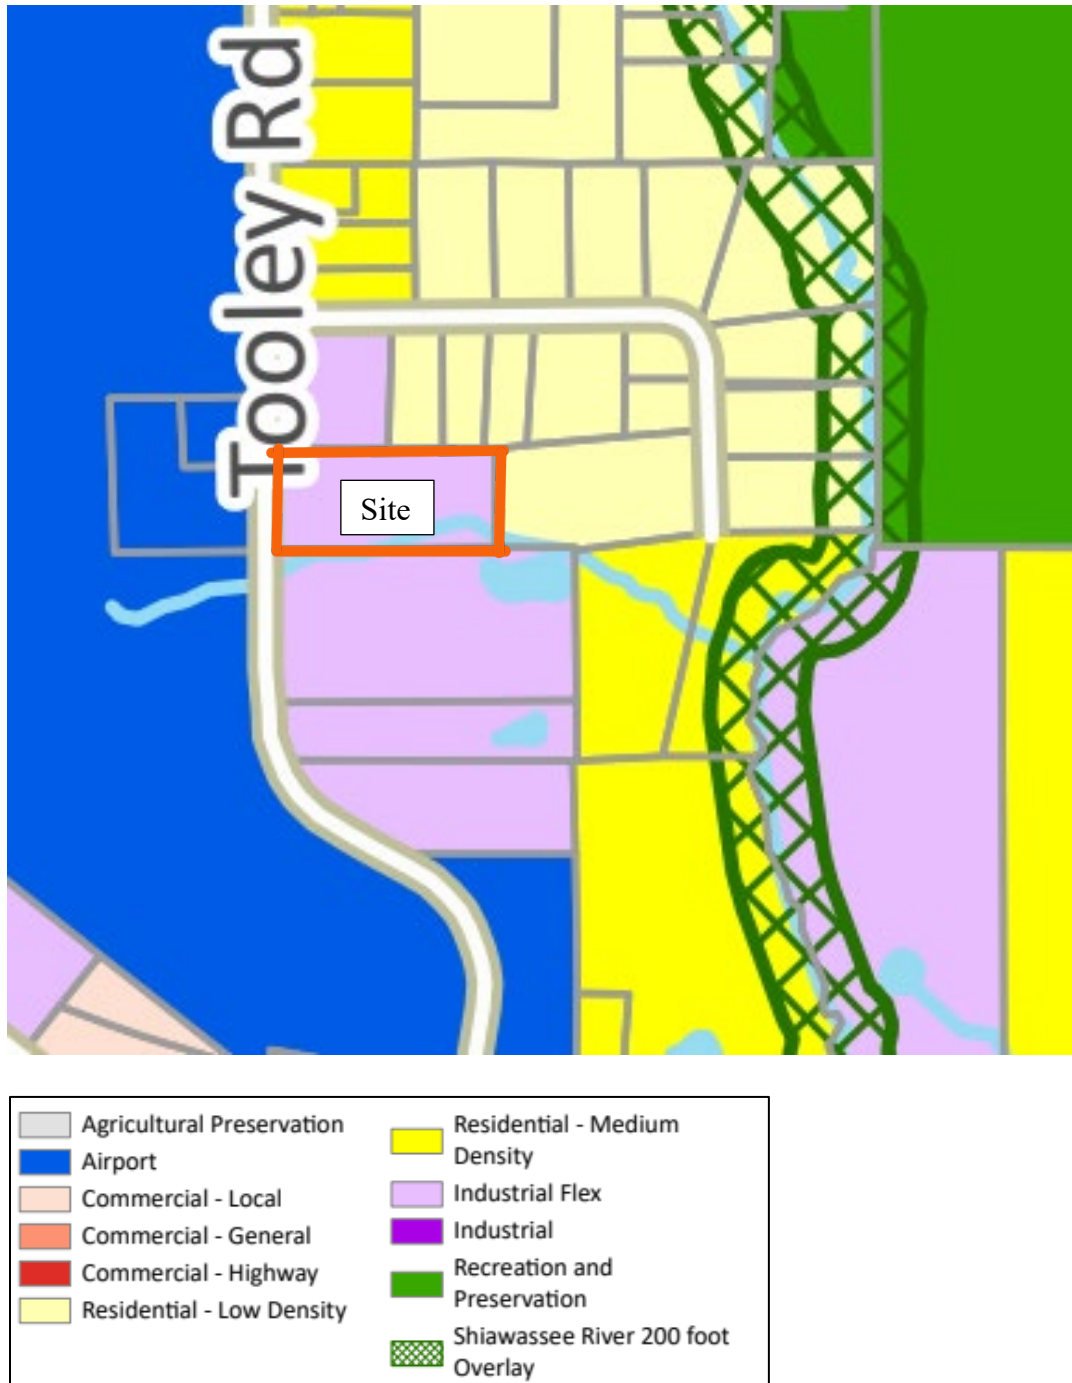 Tooley Rd
Site
Agricultural Preservation
Airport
Commercial - Local
Commercial - General
Commercial - Highway
Residential - Low Density
Residential - Medium
Density
Industrial Flex
Industrial
Recreation and
Preservation
Shiawassee River 200 foot
Overlay